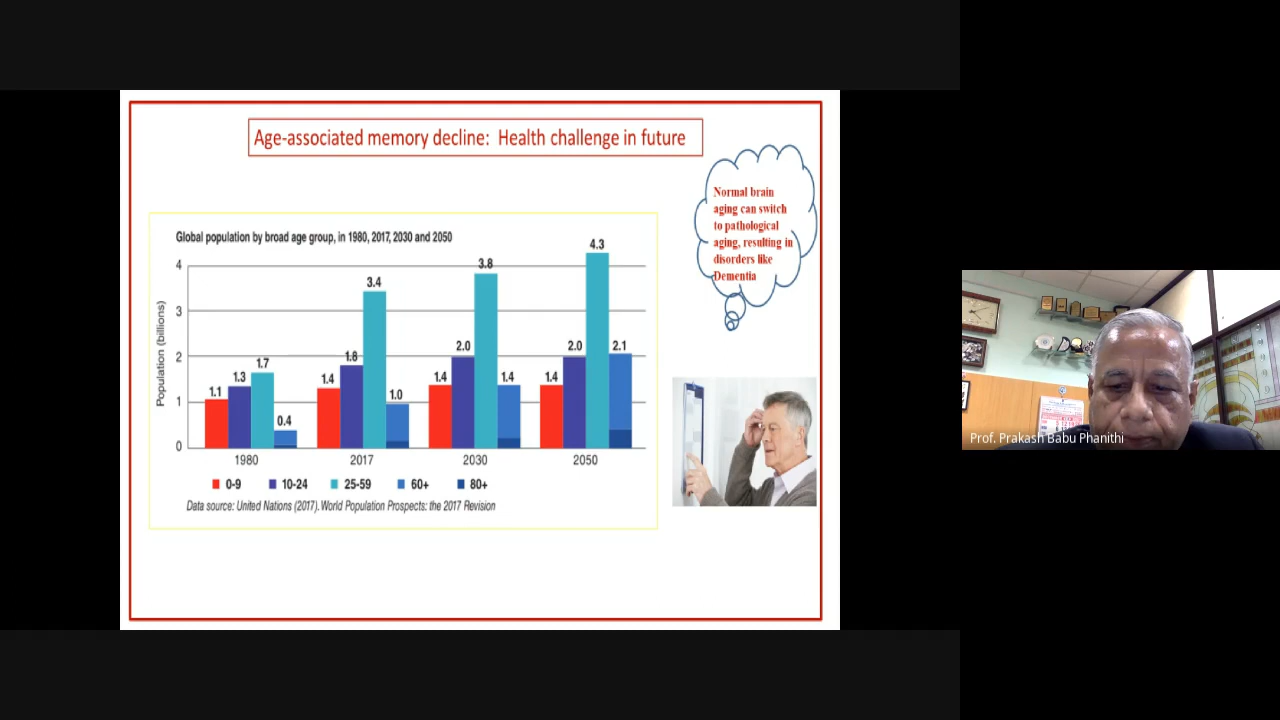 Age-associated memory decline: Health challenge in future
Normal brain
aging can switch
to pathological
aging, resulting in
disorders like
Dementia
Global population by broad age group, in 1980, 2017, 2030 and 2050
Population (billions)
4
3
2
1
0
1.1
1.3
1.7
0.4
1.4
1.8
3.4
1.0
1.4
2.0
3.8
1.4
1.4
2.0
4.3
2.1
1980
2017
2030
2050
0-9
10-24
25-59
60+
80+
Data source: United Nations (2017). World Population Prospects: the 2017 Revision
Prof. Prakash Babu Phanithi